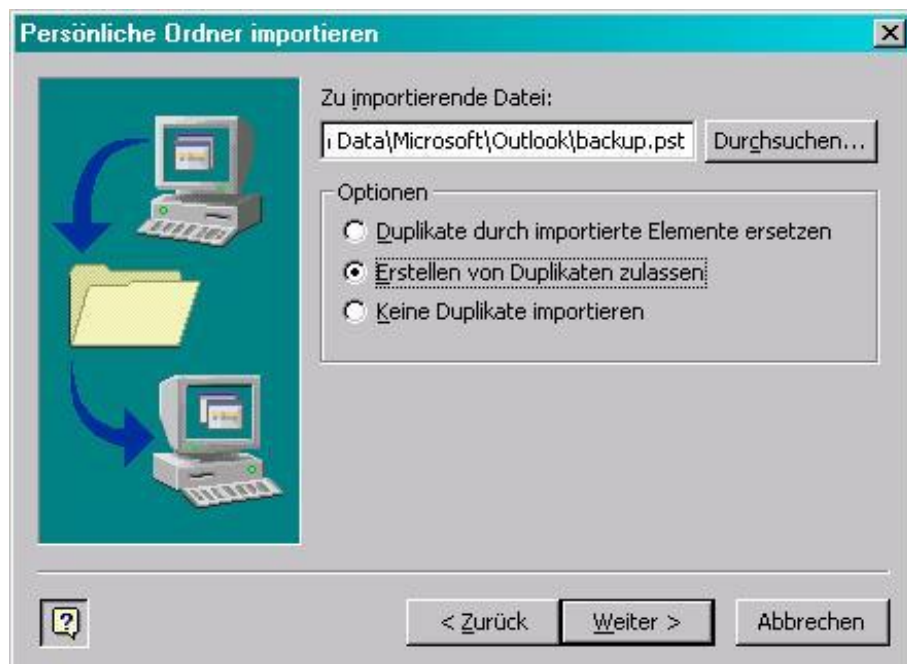 Persönliche Ordner importieren
Zu importierende Datei:
Data\Microsoft\Outlook\backup.pst
Durchsuchen...
Optionen
Duplikate durch importierte Elemente ersetzen
Erstellen von Duplikaten zulassen
Keine Duplikate importieren
?
< Zurück
Weiter >
Abbrechen